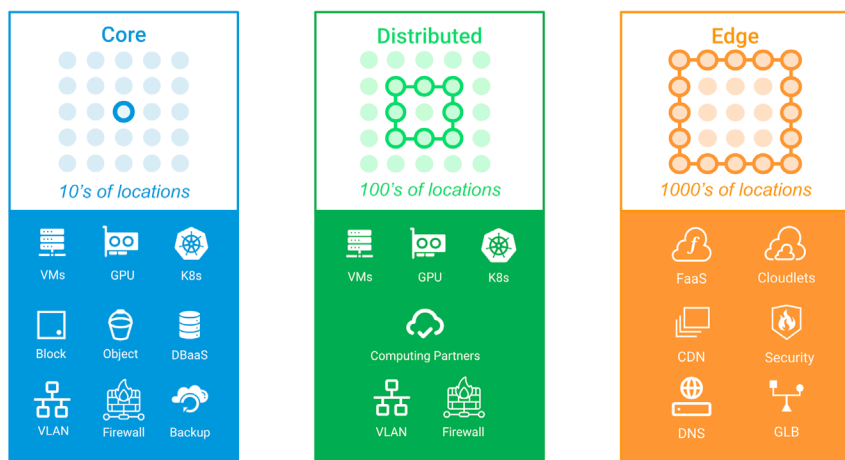 Core
10's of locations
VMs
GPU
K8s
Block
Object
DBaaS
VLAN
Firewall
Backup
Distributed
100's of locations
VMs
GPU
K8s
Computing Partners
VLAN
Firewall
Edge
1000's of locations
f
FaaS
Cloudlets
CDN
Security
DNS
GLB